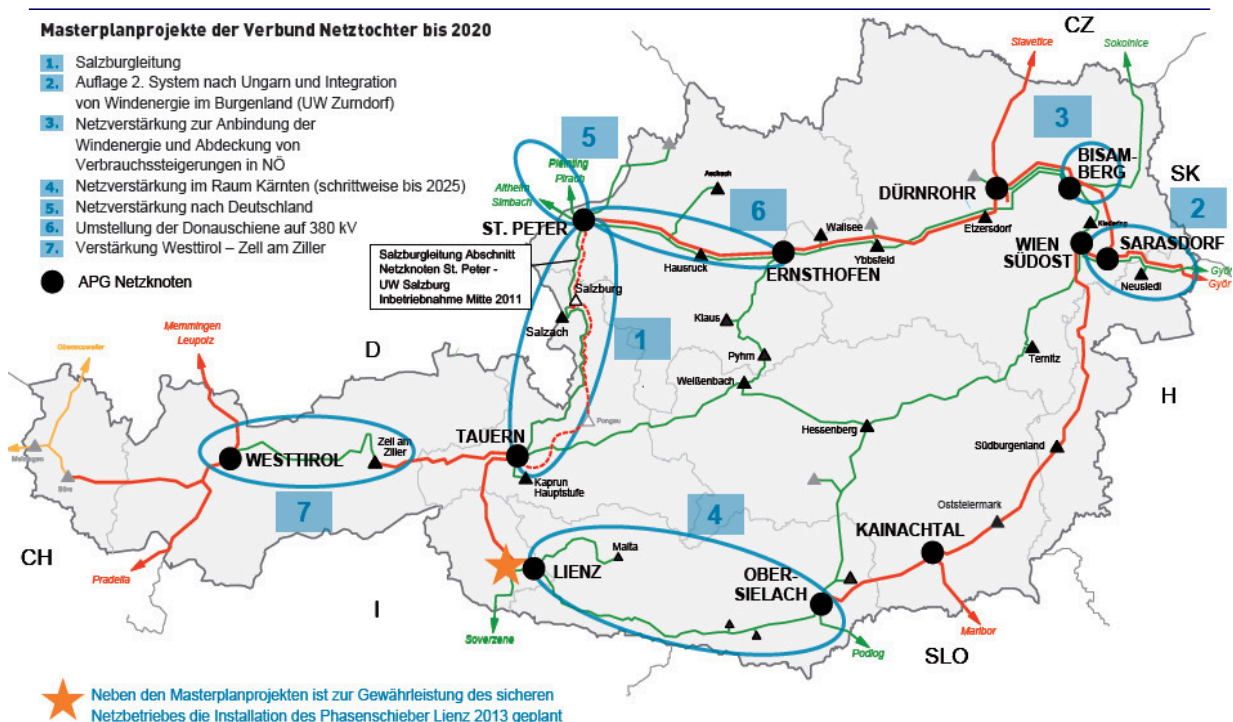 Masterplanprojekte der Verbund Netztochter bis 2020
1. Salzburgleitung
2. Auflage 2. System nach Ungarn und Integration
von Windenergie im Burgenland (UW Zurndorf)
3. Netzverstärkung zur Anbindung der
Windenergie und Abdeckung von
Verbrauchssteigerungen in NÖ
4. Netzverstärkung im Raum Kärnten (schrittweise bis 2025)
5. Netzverstärkung nach Deutschland
6. Umstellung der Donauschiene auf 380 kV
7. Verstärkung Westtirol – Zell am Ziller
APG Netzknoten
CZ
Slavetice
Sokolnice
3
5
Pleinting
Pirach
Altheim
Simbach
ST. PETER
6
Wallsee
Hausruck
ERNSTHOFEN
Ybbsfeld
DÜRNROHR
Etzersdorf
BISAM-
BERG
SK
2
WIEN
SÜDOST
SARASDORF
Neusiedl
Györ
Györ
Salzburgleitung Abschnitt
Netzknoten St. Peter -
UW Salzburg
Inbetriebnahme Mitte 2011
Salzburg
Salzach
1
Klaus
Pyhrn
Weißenbach
Ternitz
H
Memmingen
Leupolz
D
Pongau
Hessenberg
Südburgenland
WESTTIROL
Zell am
Ziller
TAUERN
Kaprun
Hauptstufe
7
4
Oststeiermark
KAINACHTAL
CH
Pradella
I
LIENZ
Malta
OBER-
SIELACH
Soverzene
Podlog
SLO
Maribor
Neben den Masterplanprojekten ist zur Gewährleistung des sicheren
Netzbetriebes die Installation des Phasenschieber Lienz 2013 geplant